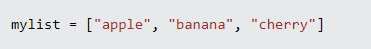 mylist = ["apple", "banana", "cherry"]